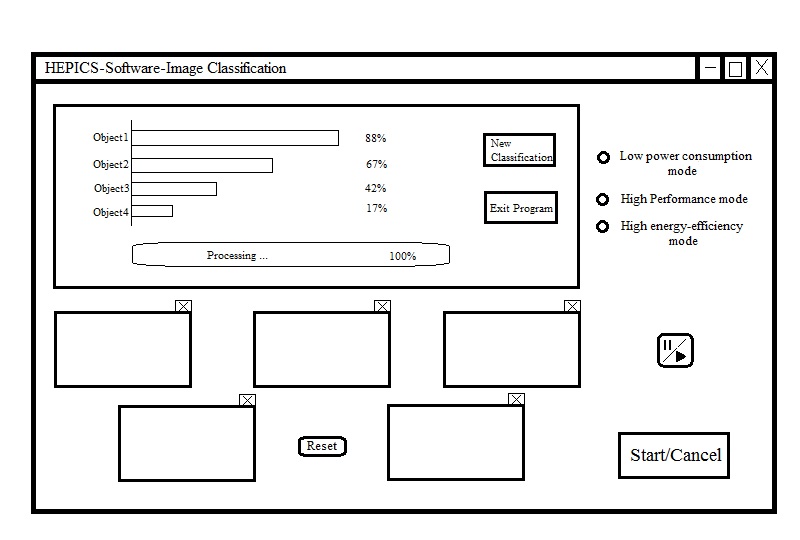 HEPICS-Software-Image Classification
Object1 88%
Object2 67%
Object3 42%
Object4 17%
Processing ... 100%
New
Classification
Exit Program
Low power consumption
mode
High Performance mode
High energy-efficiency
mode
Reset
Start/Cancel